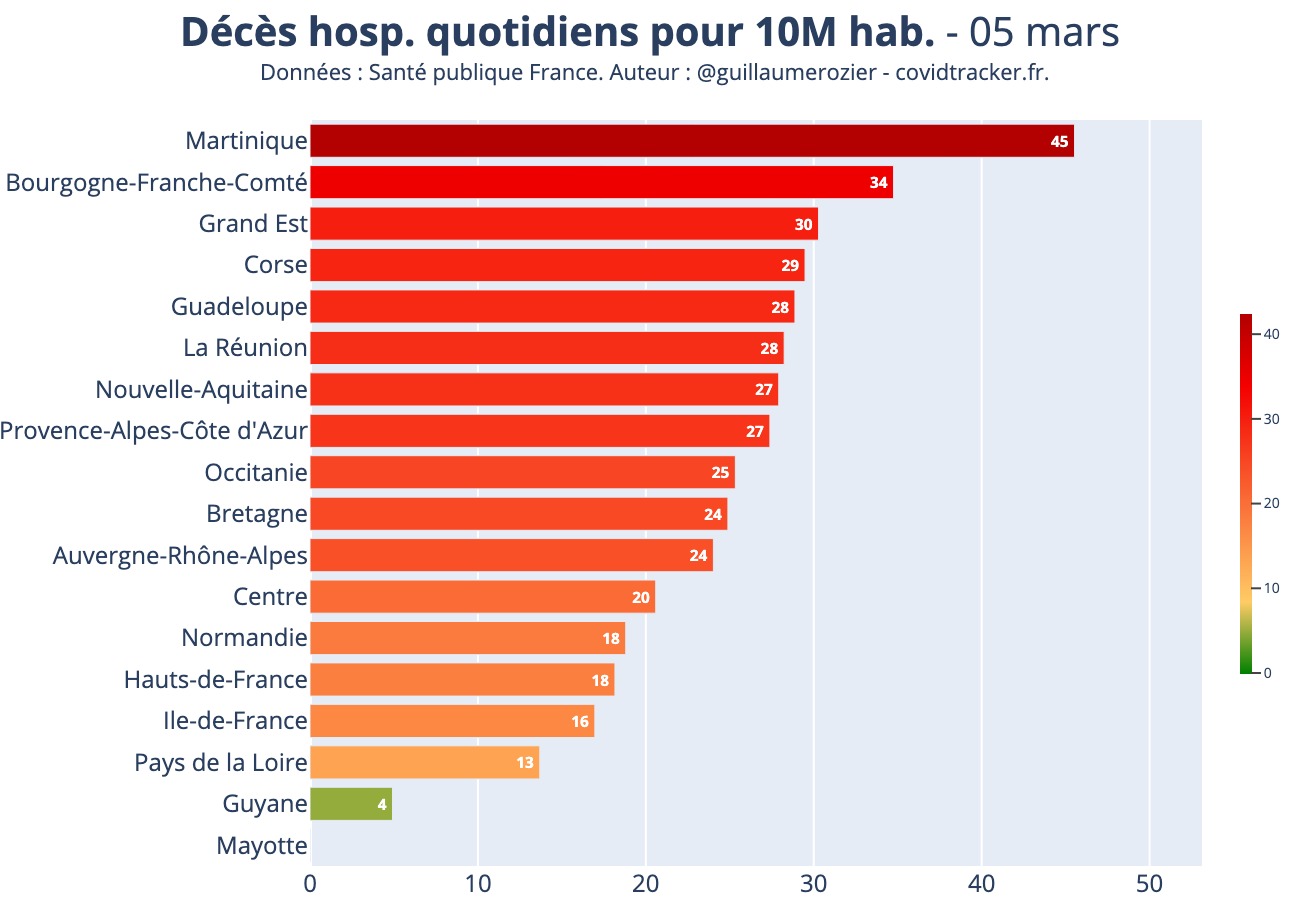 Décès hosp. quotidiens pour 10M hab. - 05 mars
Données : Santé publique France. Auteur : @guillaumerozier - covidtracker.fr.
Martinique 45
Bourgogne-Franche-Comté 34
Grand Est 30
Corse 29
Guadeloupe 28
La Réunion 28
Nouvelle-Aquitaine 27
Provence-Alpes-Côte d'Azur 27
Occitanie 25
Bretagne 24
Auvergne-Rhône-Alpes 24
Centre 20
Normandie 18
Hauts-de-France 18
Ile-de-France 16
Pays de la Loire 13
Guyane 4
Mayotte
0 10 20 30 40 50
40
30
20
10
0